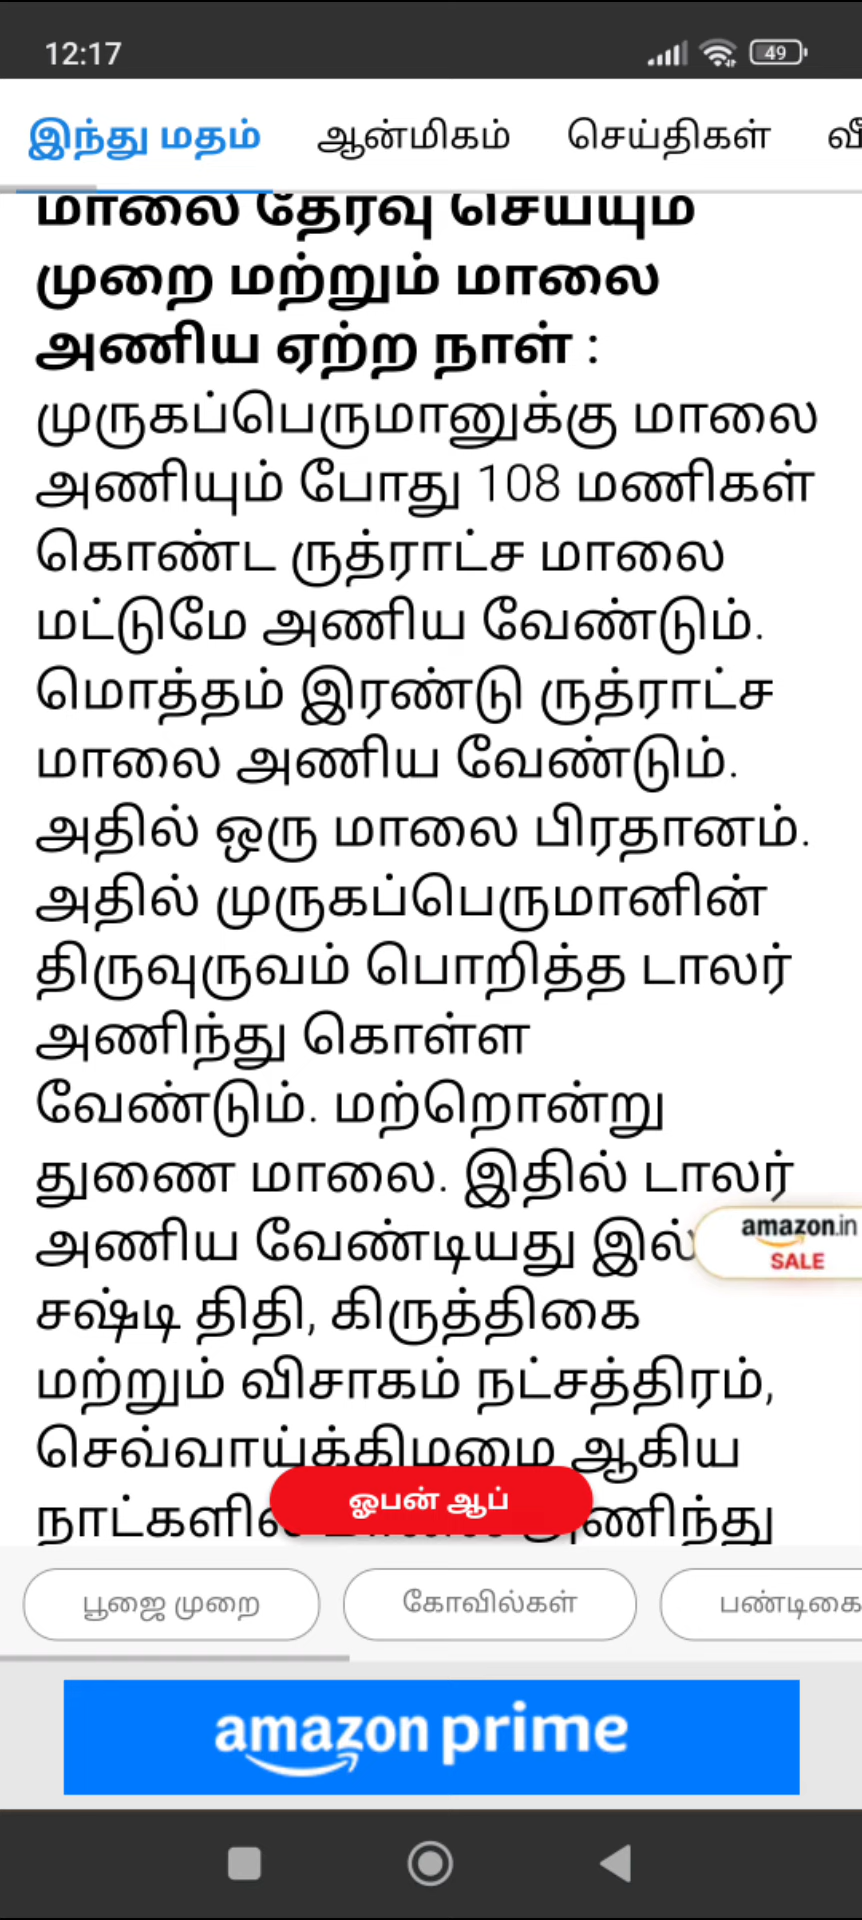 12:17
49
இந்து மதம் ஆன்மிகம் செய்திகள்
மாலை தேர்வு செய்யும்
முறை மற்றும் மாலை
அணிய ஏற்ற நாள் :
முருகப்பெருமானுக்கு மாலை
அணியும் போது 108 மணிகள்
கொண்ட ருத்ராட்ச மாலை
மட்டுமே அணிய வேண்டும்.
மொத்தம் இரண்டு ருத்ராட்ச
மாலை அணிய வேண்டும்.
அதில் ஒரு மாலை பிரதானம்.
அதில் முருகப்பெருமானின்
திருவுருவம் பொறித்த டாலர்
அணிந்து கொள்ள
வேண்டும். மற்றொன்று
துணை மாலை. இதில் டாலர்
அணிய வேண்டியது
amazon.in
SALE
சஷ்டி திதி, கிருத்திகை
மற்றும் விசாகம் நட்சத்திரம்,
செவ்வாய்க்கிழமை ஆகிய
அணிந்து
ஓபன் ஆப்
பூஜை முறை கோவில்கள்
amazon prime